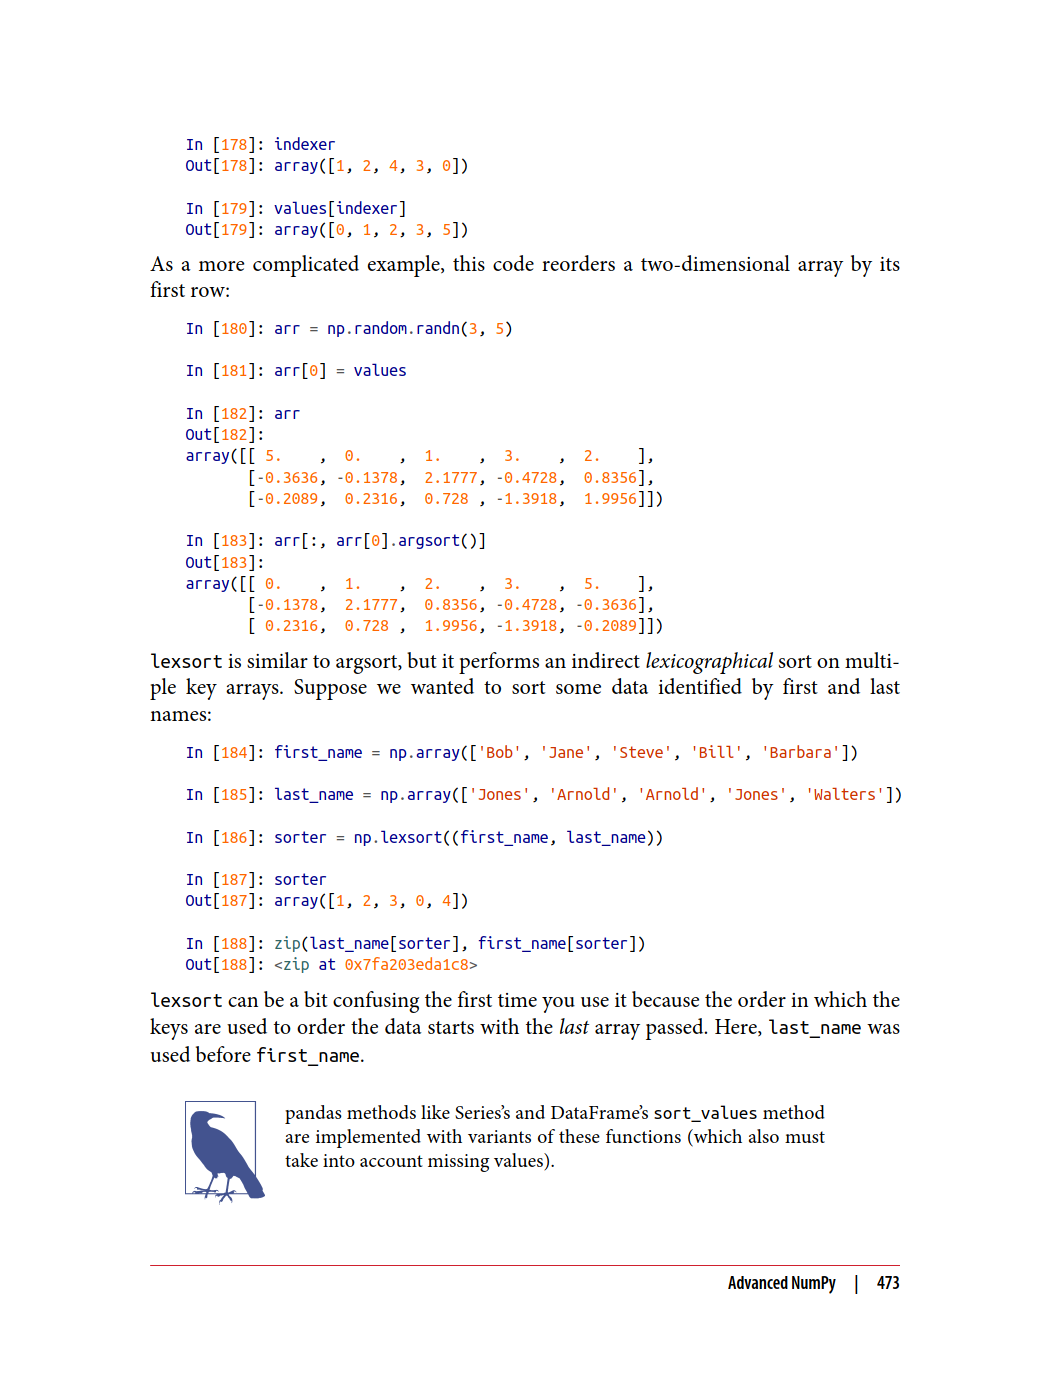 In [178]: indexer
Out[178]: array([1, 2, 4, 3, 0])
In [179]: values[indexer]
Out[179]: array([0, 1, 2, 3, 5])
As a more complicated example, this code reorders a two-dimensional array by its
first row:
In [180]: arr = np.random.randn(3, 5)
In [181]: arr[0] = values
In [182]: arr
Out[182]:
array([[ 5.    ,  0.    ,  1.    ,  3.    ,  2.    ],
       [-0.3636, -0.1378,  2.1777, -0.4728,  0.8356],
       [-0.2089,  0.2316,  0.728 , -1.3918,  1.9956]])
In [183]: arr[:, arr[0].argsort()]
Out[183]:
array([[ 0.    ,  1.    ,  2.    ,  3.    ,  5.    ],
       [-0.1378,  2.1777,  0.8356, -0.4728, -0.3636],
       [ 0.2316,  0.728 ,  1.9956, -1.3918, -0.2089]])
lexsort is similar to argsort, but it performs an indirect lexicographical sort on multi-
ple key arrays. Suppose we wanted to sort some data identified by first and last
names:
In [184]: first_name = np.array(['Bob', 'Jane', 'Steve', 'Bill', 'Barbara'])
In [185]: last_name = np.array(['Jones', 'Arnold', 'Arnold', 'Jones', 'Walters'])
In [186]: sorter = np.lexsort((first_name, last_name))
In [187]: sorter
Out[187]: array([1, 2, 3, 0, 4])
In [188]: zip(last_name[sorter], first_name[sorter])
Out[188]: <zip at 0x7fa203eda1c8>
lexsort can be a bit confusing the first time you use it because the order in which the
keys are used to order the data starts with the last array passed. Here, last_name was
used before first_name.
pandas methods like Series's and DataFrame's sort_values method
are implemented with variants of these functions (which also must
take into account missing values).
Advanced NumPy | 473